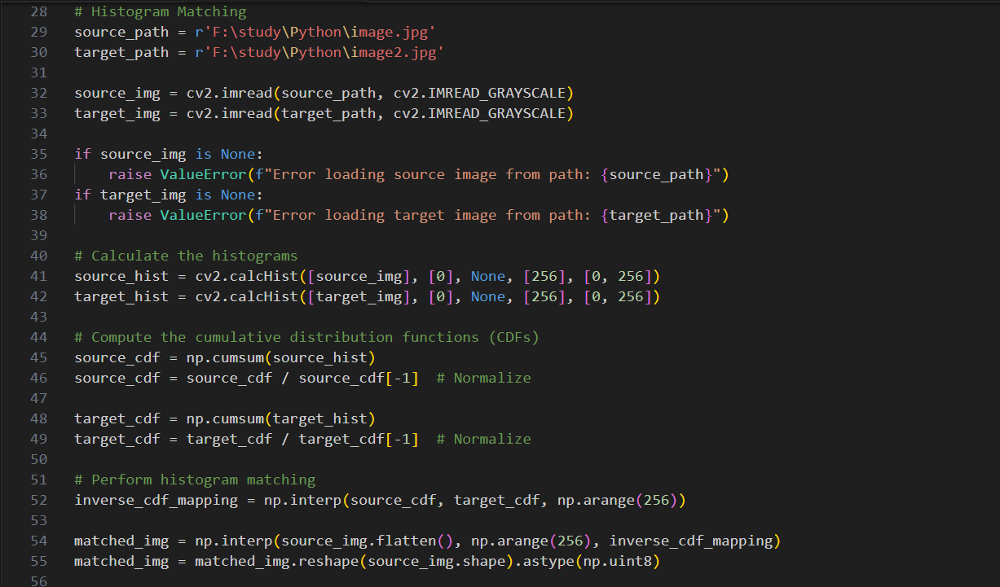 28 # Histogram Matching
29 source_path = r'F:\study\Python\image.jpg'
30 target_path = r'F:\study\Python\image2.jpg'
31
32 source_img = cv2.imread(source_path, cv2.IMREAD_GRAYSCALE)
33 target_img = cv2.imread(target_path, cv2.IMREAD_GRAYSCALE)
34
35 if source_img is None:
36     raise ValueError(f"Error loading source image from path: {source_path}")
37 if target_img is None:
38     raise ValueError(f"Error loading target image from path: {target_path}")
39
40 # Calculate the histograms
41 source_hist = cv2.calcHist([source_img], [0], None, [256], [0, 256])
42 target_hist = cv2.calcHist([target_img], [0], None, [256], [0, 256])
43
44 # Compute the cumulative distribution functions (CDFs)
45 source_cdf = np.cumsum(source_hist)
46 source_cdf = source_cdf / source_cdf[-1]  # Normalize
47
48 target_cdf = np.cumsum(target_hist)
49 target_cdf = target_cdf / target_cdf[-1]  # Normalize
50
51 # Perform histogram matching
52 inverse_cdf_mapping = np.interp(source_cdf, target_cdf, np.arange(256))
53
54 matched_img = np.interp(source_img.flatten(), np.arange(256), inverse_cdf_mapping)
55 matched_img = matched_img.reshape(source_img.shape).astype(np.uint8)
56